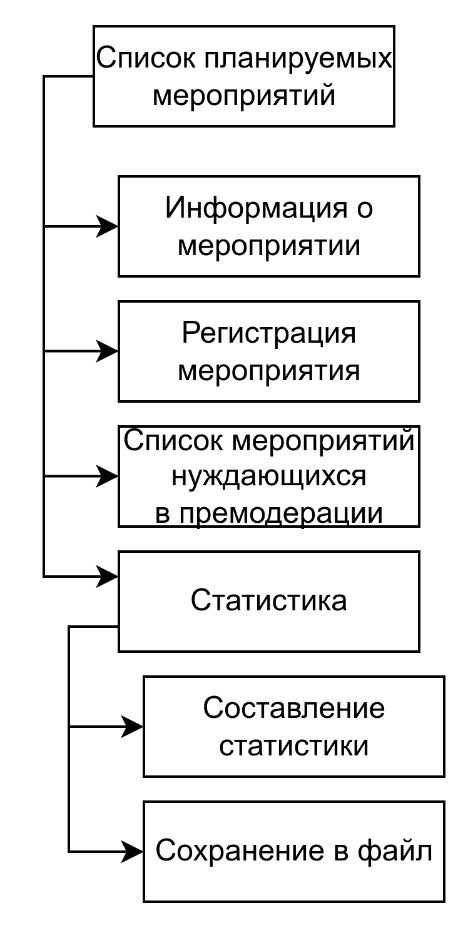 Список планируемых
мероприятий
Информация о
мероприятии
Регистрация
мероприятия
Список мероприятий
нуждающихся
в премодерации
Статистика
Составление
статистики
Сохранение в файл